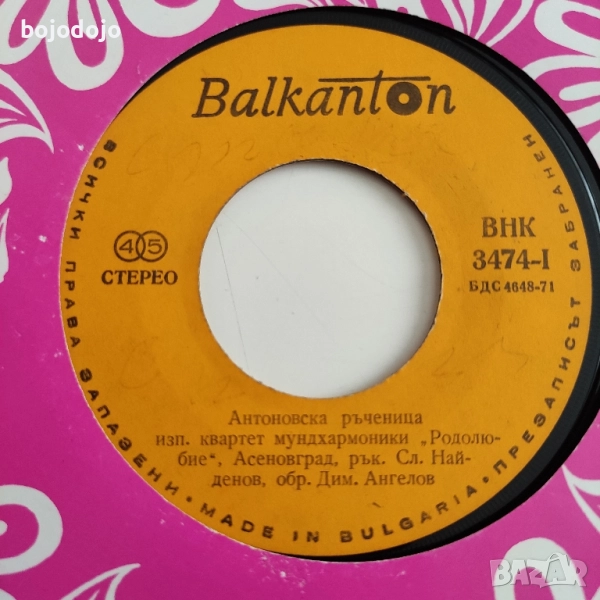 bojodojo
Balkanton
45
СТЕРЕО
ВНК
3474-I
БДС 4648-71
Антоновска ръченица
изп. квартет мундхармоники „Родолю-
бие“, Асеновград, рък. Сл. Най-
денов, обр. Дим. Ангелов
ВСИЧКИ ПРАВА ЗАПАЗЕНИ · MADE IN BULGARIA · ПРЕЗАПИСЪТ ЗАБРАНЕН
BAZAR